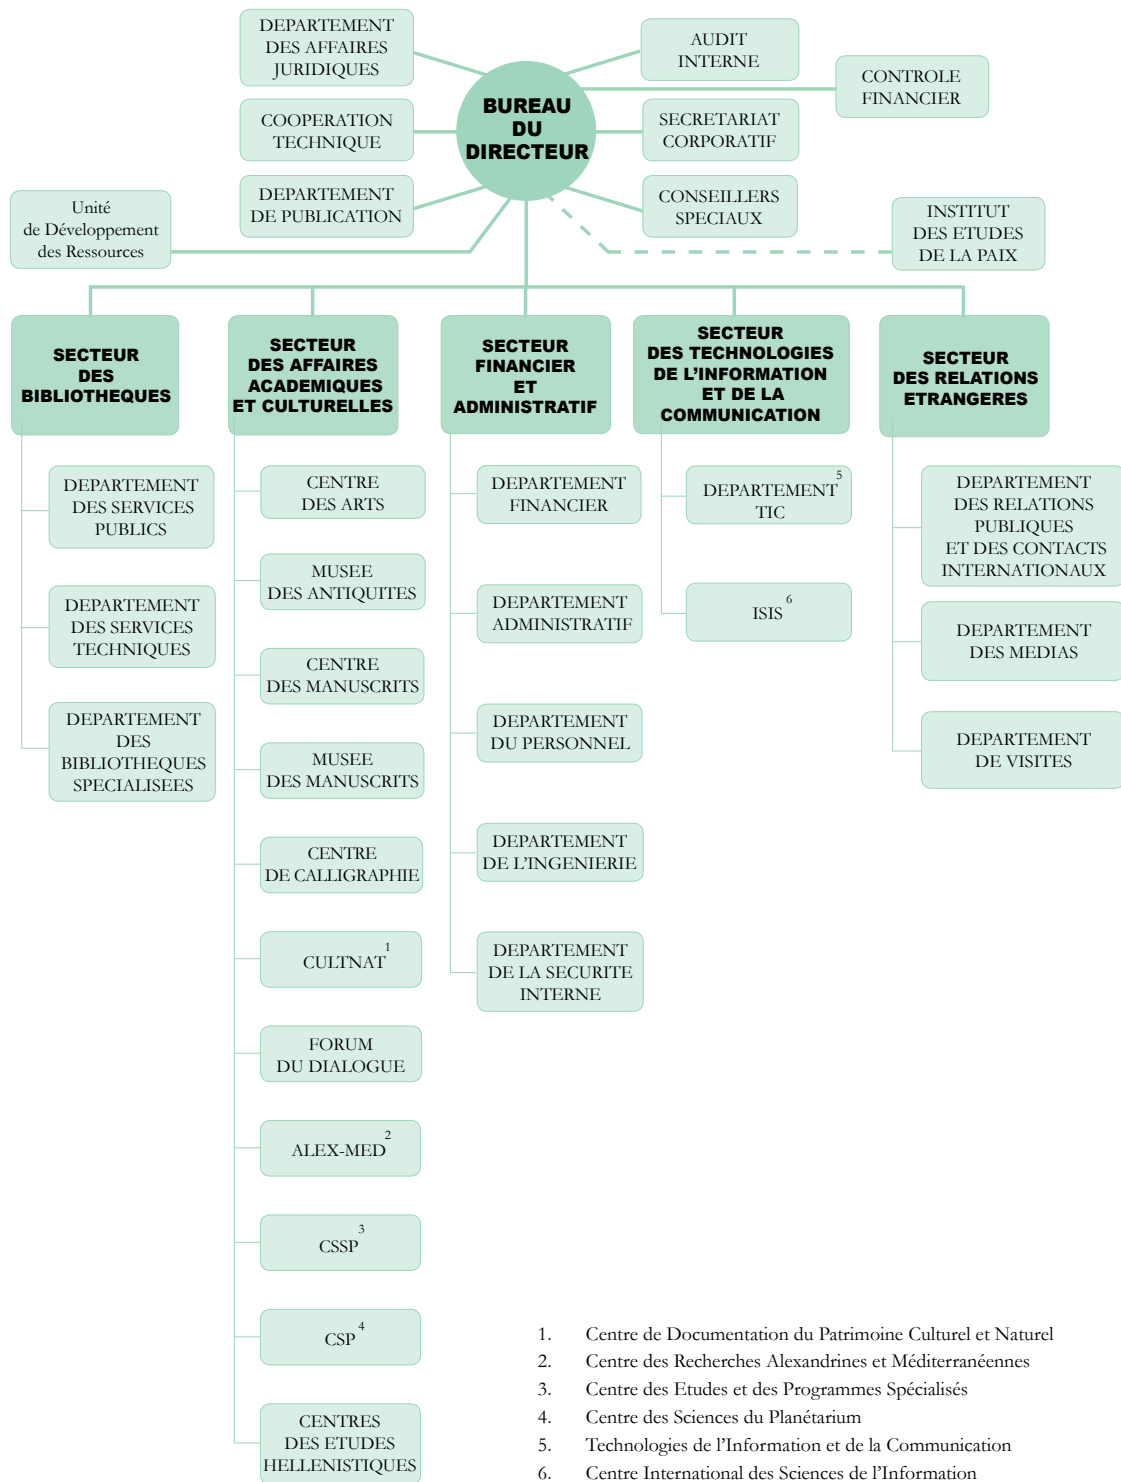 DEPARTEMENT
DES AFFAIRES
JURIDIQUES
AUDIT
INTERNE
CONTROLE
FINANCIER
BUREAU
DU
DIRECTEUR
COOPERATION
TECHNIQUE
SECRETARIAT
CORPORATIF
DEPARTEMENT
DE PUBLICATION
CONSEILLERS
SPECIAUX
Unité
de Développement
des Ressources
INSTITUT
DES ETUDES
DE LA PAIX
SECTEUR
DES
BIBLIOTHEQUES
SECTEUR
DES AFFAIRES
ACADEMIQUES
ET CULTURELLES
SECTEUR
FINANCIER
ET
ADMINISTRATIF
SECTEUR
DES TECHNOLOGIES
DE L’INFORMATION
ET DE LA
COMMUNICATION
SECTEUR
DES RELATIONS
ETRANGERES
DEPARTEMENT
DES SERVICES
PUBLICS
DEPARTEMENT
DES SERVICES
TECHNIQUES
DEPARTEMENT
DES
BIBLIOTHEQUES
SPECIALISEES
CENTRE
DES ARTS
MUSEE
DES ANTIQUITES
CENTRE
DES MANUSCRITS
MUSEE
DES MANUSCRITS
CENTRE
DE CALLIGRAPHIE
CULTNAT 1
FORUM
DU DIALOGUE
ALEX-MED 2
CSSP 3
CSP 4
CENTRES
DES ETUDES
HELLENISTIQUES
DEPARTEMENT
FINANCIER
DEPARTEMENT
ADMINISTRATIF
DEPARTEMENT
DU PERSONNEL
DEPARTEMENT
DE L’INGENIERIE
DEPARTEMENT
DE LA SECURITE
INTERNE
DEPARTEMENT 5
TIC
ISIS 6
DEPARTEMENT
DES RELATIONS
PUBLIQUES
ET DES CONTACTS
INTERNATIONAUX
DEPARTEMENT
DES MEDIAS
DEPARTEMENT
DE VISITES
1. Centre de Documentation du Patrimoine Culturel et Naturel
2. Centre des Recherches Alexandrines et Méditerranéennes
3. Centre des Etudes et des Programmes Spécialisés
4. Centre des Sciences du Planétarium
5. Technologies de l’Information et de la Communication
6. Centre International des Sciences de l’Information